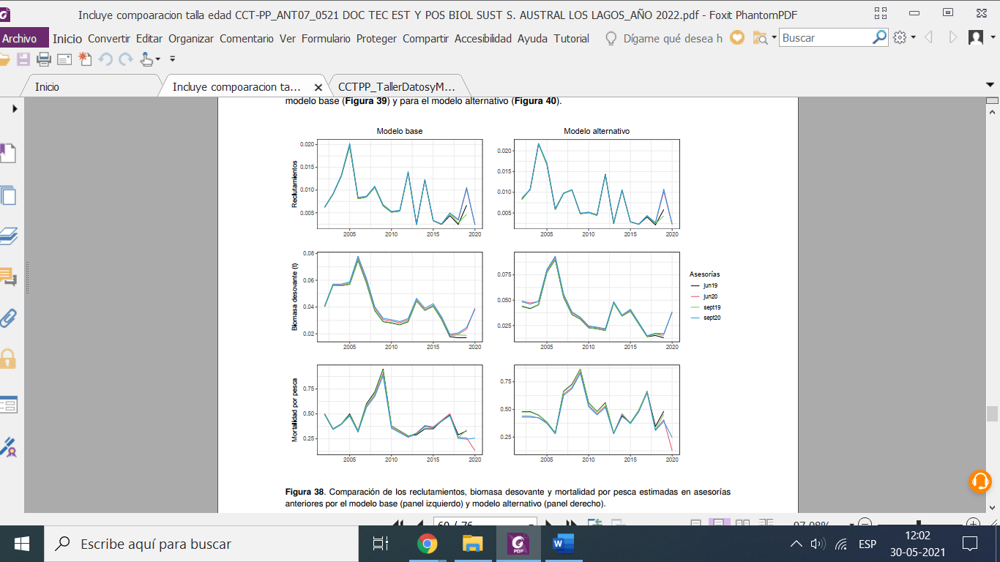 Incluye compoaracion talla edad CCT-PP_ANT07_0521 DOC TEC EST Y POS BIOL SUST S. AUSTRAL LOS LAGOS_AÑO 2022.pdf - Foxit PhantomPDF
Archivo Inicio Convertir Editar Organizar Comentario Ver Formulario Proteger Compartir Accesibilidad Ayuda Tutorial Dígame qué desea h Buscar
Inicio Incluye compoaracion ta... CCTPP_TallerDatosyM...
modelo base (Figura 39) y para el modelo alternativo (Figura 40).
Modelo base
Reclutamientos
0.020
0.015
0.010
0.005
2005 2010 2015 2020
Modelo alternativo
0.020
0.015
0.010
0.005
2005 2010 2015 2020
Biomasa desovante (t)
0.08
0.06
0.04
0.02
2005 2010 2015 2020
0.075
0.050
0.025
2005 2010 2015 2020
Asesorías
jun19
jun20
sept19
sept20
Mortalidad por pesca
0.75
0.50
0.25
2005 2010 2015 2020
0.75
0.50
0.25
2005 2010 2015 2020
Figura 38. Comparación de los reclutamientos, biomasa desovante y mortalidad por pesca estimadas en asesorías
anteriores por el modelo base (panel izquierdo) y modelo alternativo (panel derecho).
60 / 76 97.08%
Escribe aquí para buscar
PDF
ESP
12:02
30-05-2021